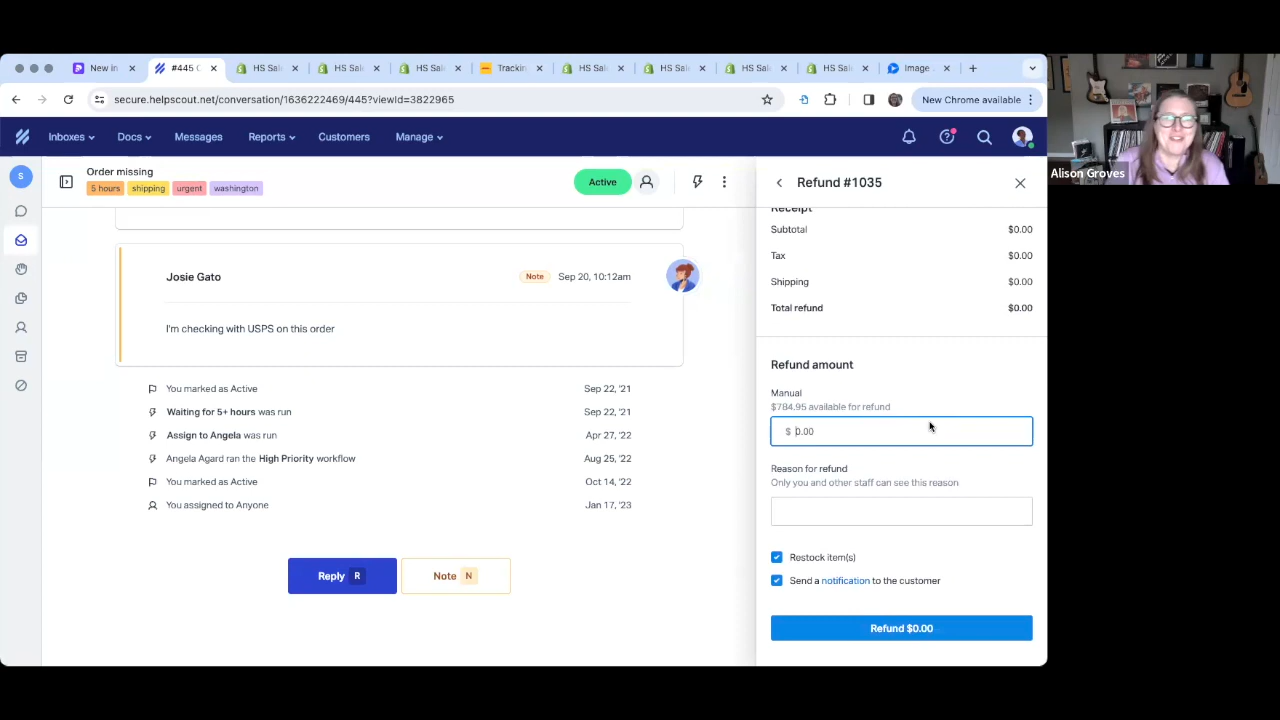 New in
#445 C
HS Sal
HS Sal
HS Sal
Trackin
HS Sal
HS Sal
HS Sal
HS Sal
Image
secure.helpscout.net/conversation/1636222469/445?viewId=3822965
New Chrome available
Inboxes
Docs
Messages
Reports
Customers
Manage
S
Order missing
5 hours
shipping
urgent
washington
Active
Josie Gato
Note
Sep 20, 10:12am
I'm checking with USPS on this order
You marked as Active
Sep 22, '21
Waiting for 5+ hours was run
Sep 22, '21
Assign to Angela was run
Apr 27, '22
Angela Agard ran the High Priority workflow
Aug 25, '22
You marked as Active
Oct 14, '22
You assigned to Anyone
Jan 17, '23
Reply R
Note N
Refund #1035
Receipt
Subtotal
$0.00
Tax
$0.00
Shipping
$0.00
Total refund
$0.00
Refund amount
Manual
$784.95 available for refund
$ 0.00
Reason for refund
Only you and other staff can see this reason
Restock item(s)
Send a notification to the customer
Refund $0.00
Alison Groves